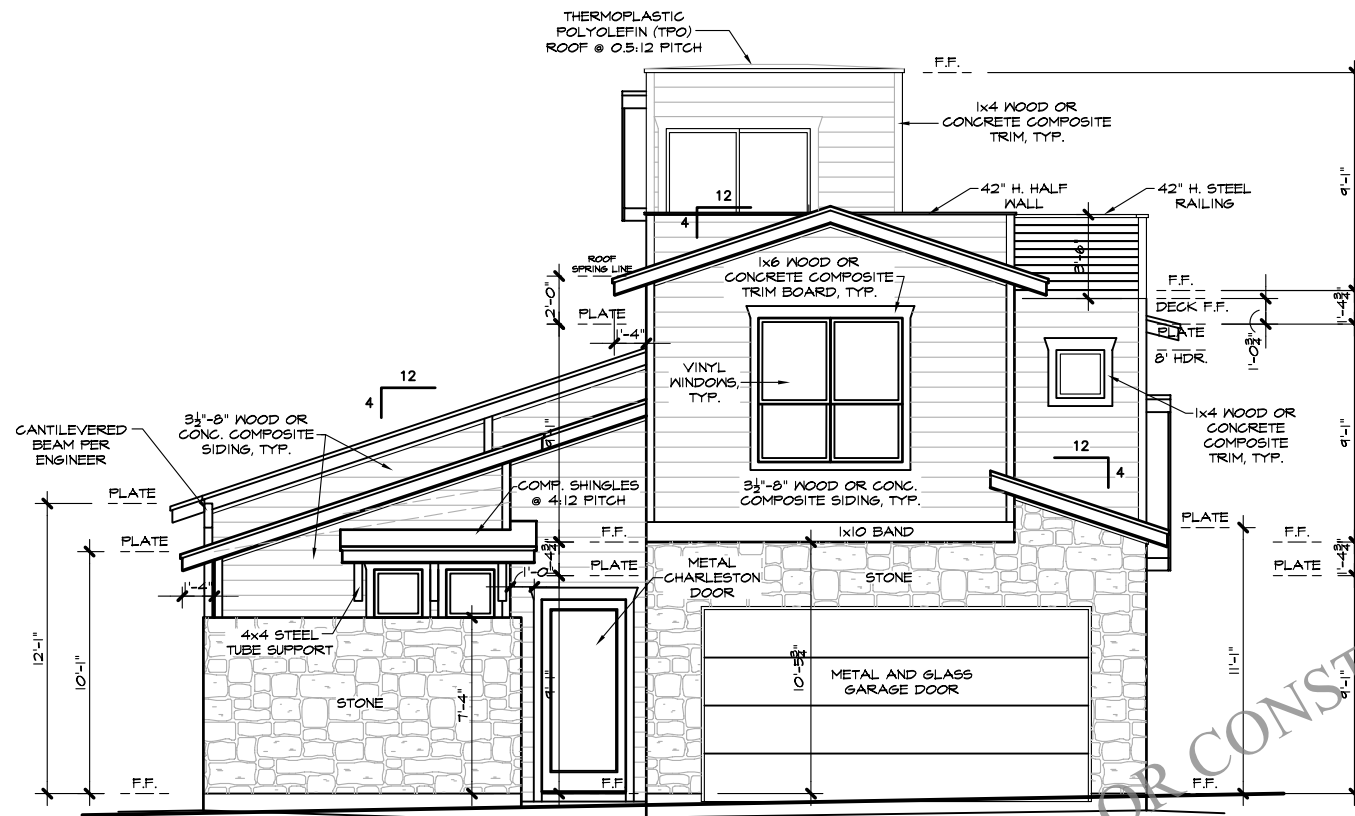 THERMOPLASTIC
POLYOLEFIN (TPO)
ROOF @ 0.5:12 PITCH
F.F.
1x4 WOOD OR
CONCRETE COMPOSITE
TRIM, TYP.
9'-1"
12
4
42" H. HALF
WALL
42" H. STEEL
RAILING
3'-6"
ROOF
SPRING LINE
1x6 WOOD OR
CONCRETE COMPOSITE
TRIM BOARD, TYP.
2'-0"
PLATE
1'-4"
F.F.
DECK F.F.
PLATE
8' HDR.
1'-4¾"
1'-0¾"
VINYL
WINDOWS,
TYP.
12
4
3½"-8" WOOD OR
CONC. COMPOSITE
SIDING, TYP.
CANTILEVERED
BEAM PER
ENGINEER
9'-1"
1x4 WOOD OR
CONCRETE
COMPOSITE
TRIM, TYP.
9'-1"
12
4
PLATE
COMP. SHINGLES
@ 4:12 PITCH
3½"-8" WOOD OR CONC.
COMPOSITE SIDING, TYP.
PLATE
F.F.
1x10 BAND
PLATE
F.F.
1'-4¾"
PLATE
METAL
CHARLESTON
DOOR
STONE
1'-4¾"
PLATE
1'-4"
1'-0"
4x4 STEEL
TUBE SUPPORT
12'-1"
10'-1"
STONE
7'-4"
9'-1"
10'-5¾"
METAL AND GLASS
GARAGE DOOR
11'-1"
9'-1"
F.F.
F.F
F.F.
OR CONST